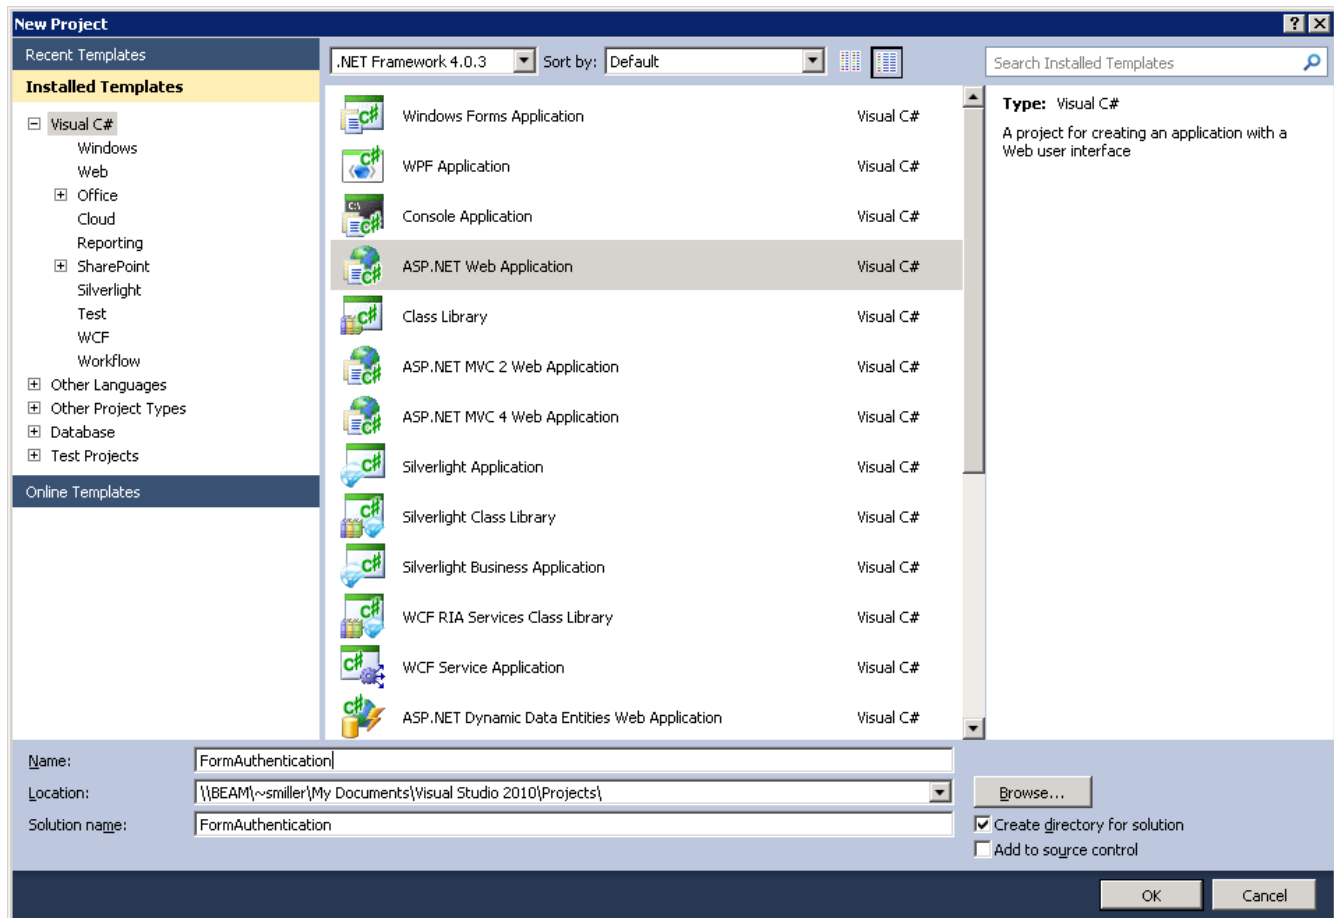 New Project
Recent Templates
.NET Framework 4.0.3 Sort by: Default
Search Installed Templates
Installed Templates
Visual C#
Windows
Web
Office
Cloud
Reporting
SharePoint
Silverlight
Test
WCF
Workflow
Other Languages
Other Project Types
Database
Test Projects
Online Templates
Windows Forms Application Visual C#
WPF Application Visual C#
Console Application Visual C#
ASP.NET Web Application Visual C#
Class Library Visual C#
ASP.NET MVC 2 Web Application Visual C#
ASP.NET MVC 4 Web Application Visual C#
Silverlight Application Visual C#
Silverlight Class Library Visual C#
Silverlight Business Application Visual C#
WCF RIA Services Class Library Visual C#
WCF Service Application Visual C#
ASP.NET Dynamic Data Entities Web Application Visual C#
Type: Visual C#
A project for creating an application with a
Web user interface
Name: FormAuthentication
Location: \\BEAM\~smiller\My Documents\Visual Studio 2010\Projects\
Browse...
Solution name: FormAuthentication
Create directory for solution
Add to source control
OK Cancel